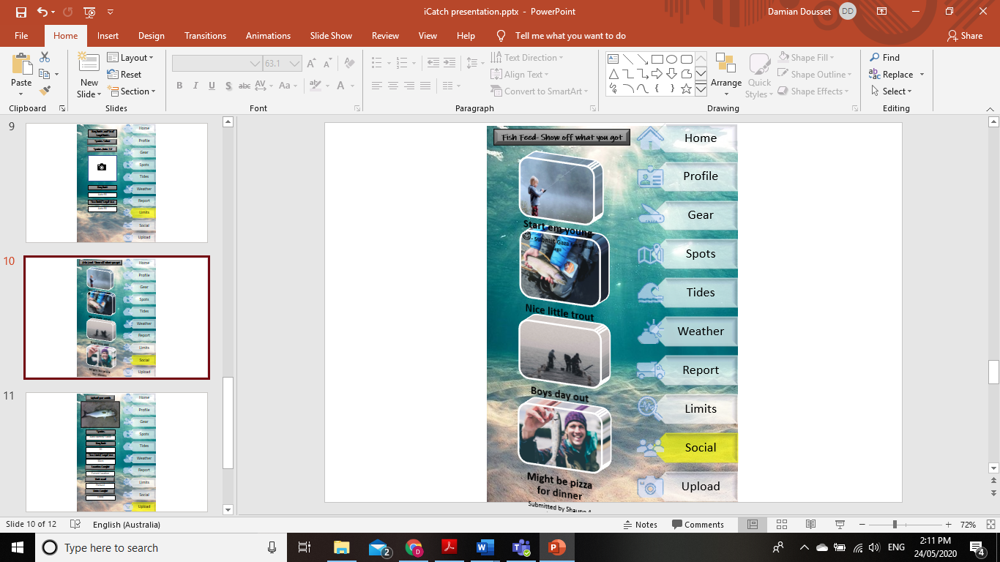 iCatch presentation.pptx - PowerPoint
Damian Dousset DD
File Home Insert Design Transitions Animations Slide Show Review View Help Tell me what you want to do Share
Paste
New
Slide
Layout
Reset
Section
63.1
B I U S abc AV Aa A
Text Direction
Align Text
Convert to SmartArt
Arrange
Quick
Styles
Shape Fill
Shape Outline
Shape Effects
Find
Replace
Select
Clipboard Slides Font Paragraph Drawing Editing
9
Home
Profile
Gear
Spots
Tides
Weather
Report
Limits
Social
Upload
10
Home
Profile
Gear
Spots
Tides
Weather
Report
Limits
Social
Upload
11
Home
Profile
Gear
Spots
Tides
Weather
Report
Limits
Social
Upload
Fish Feed- Show off what you got
Start em young
Nice little trout
Boys day out
Might be pizza
for dinner
Submitted by
Home
Profile
Gear
Spots
Tides
Weather
Report
Limits
Social
Upload
Slide 10 of 12 English (Australia) Notes Comments 72%
Type here to search
2
ENG
2:11 PM
24/05/2020
4